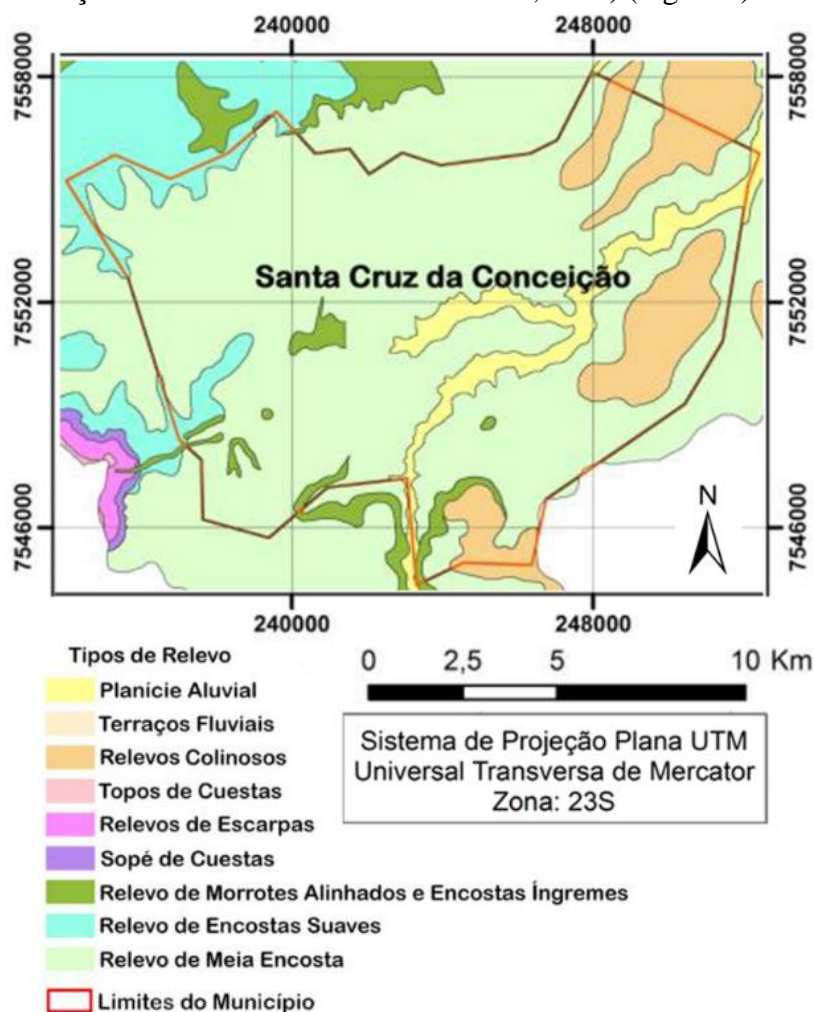 240000 248000
7558000 7558000
Santa Cruz da Conceição
7552000 7552000
N
7546000 7546000
240000 248000
Tipos de Relevo
Planície Aluvial
Terraços Fluviais
Relevos Colinosos
Topos de Cuestas
Relevos de Escarpas
Sopé de Cuestas
Relevo de Morrotes Alinhados e Encostas Íngremes
Relevo de Encostas Suaves
Relevo de Meia Encosta
Limites do Município
0 2,5 5 10 Km
Sistema de Projeção Plana UTM
Universal Transversa de Mercator
Zona: 23S